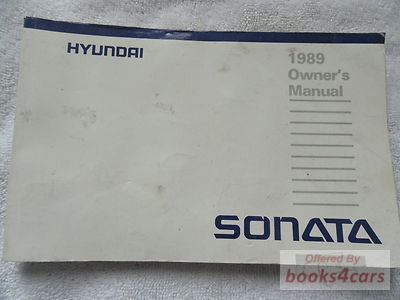 HYUNDAI
1989
Owner's
Manual
SONATA
Offered By
books4cars